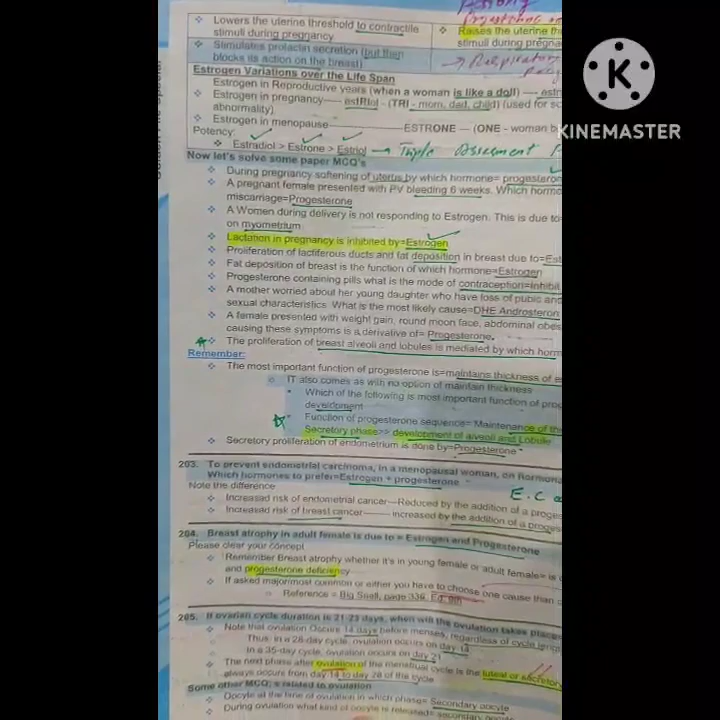 Lowers the uterine threshold to contractile
stimuli during pregnancy
Raises the uterine th
stimuli during pregna
Stimulates prolactin secretion (but then
blocks its action on the breast)
Estrogen Variations over the Life Span
Estrogen in Reproductive years (when a woman is like a doll) ---- estr
Estrogen in pregnancy---- estRIol - (TRI - mom, dad, child) (used for sc
abnormality)
Estrogen in menopause ---------- ESTRONE ---- (ONE - woman b
Potency:
Estradiol > Estrone > Estriol → Triple Assesment
Now let's solve some paper MCQ's
During pregnancy softening of uterus by which hormone= progesteron
A pregnant female presented with PV bleeding 6 weeks. Which hormo
miscarriage=Progesterone
A Women during delivery is not responding to Estrogen. This is due to
on myometrium
Lactation in pregnancy is inhibited by=Estrogen
Proliferation of lactiferous ducts and fat deposition in breast due to=Est
Fat deposition of breast is the function of which hormone=Estrogen
Progesterone containing pills what is the mode of contraception=Inhibit
A mother worried about her young daughter who have loss of pubic and
sexual characteristics. What is the most likely cause=DHE Androsteron
A female presented with weight gain, round moon face, abdominal obes
causing these symptoms is a derivative of= Progesterone.
The proliferation of breast alveoli and lobules is mediated by which horm
Remember:
The most important function of progesterone is=maintains thickness of e
IT also comes as with no option of maintain thickness
Which of the following is most important function of prog
development
Function of progesterone sequence= Maintenance of the
Secretory phase>> development of alveoli and Lobule
Secretory proliferation of endometrium is done by=Progesterone
203. To prevent endometrial carcinoma, in a menopausal woman, on Hormona
Which hormones to prefer=Estrogen + progesterone
Note the difference
E.C
Increased risk of endometrial cancer---Reduced by the addition of a proges
Increased risk of breast cancer-------- increased by the addition of a proges
204. Breast atrophy in adult female is due to = Estrogen and Progesterone
Please clear your concept
Remember Breast atrophy whether it's in young female or adult female= is d
and progesterone deficiency
If asked major/most common or either you have to choose one cause than
Reference = Big Snell, page 336, Ed: 9th
205. If ovarian cycle duration is 21-23 days, when will the ovulation takes place
Note that ovulation Occurs 14 days before menses, regardless of cycle leng
Thus, in a 28-day cycle, ovulation occurs on day 14
In a 35-day cycle, ovulation occurs on day 21
The next phase after ovulation of the menstrual cycle is the luteal or secretory
always occurs from day 14 to day 28 of the cycle
Some other MCQ's related to ovulation
Oocyte at the time of ovulation in which phase= Secondary oocyte
During ovulation what kind of oocyte is released= secondary oocyte
KINEMASTER